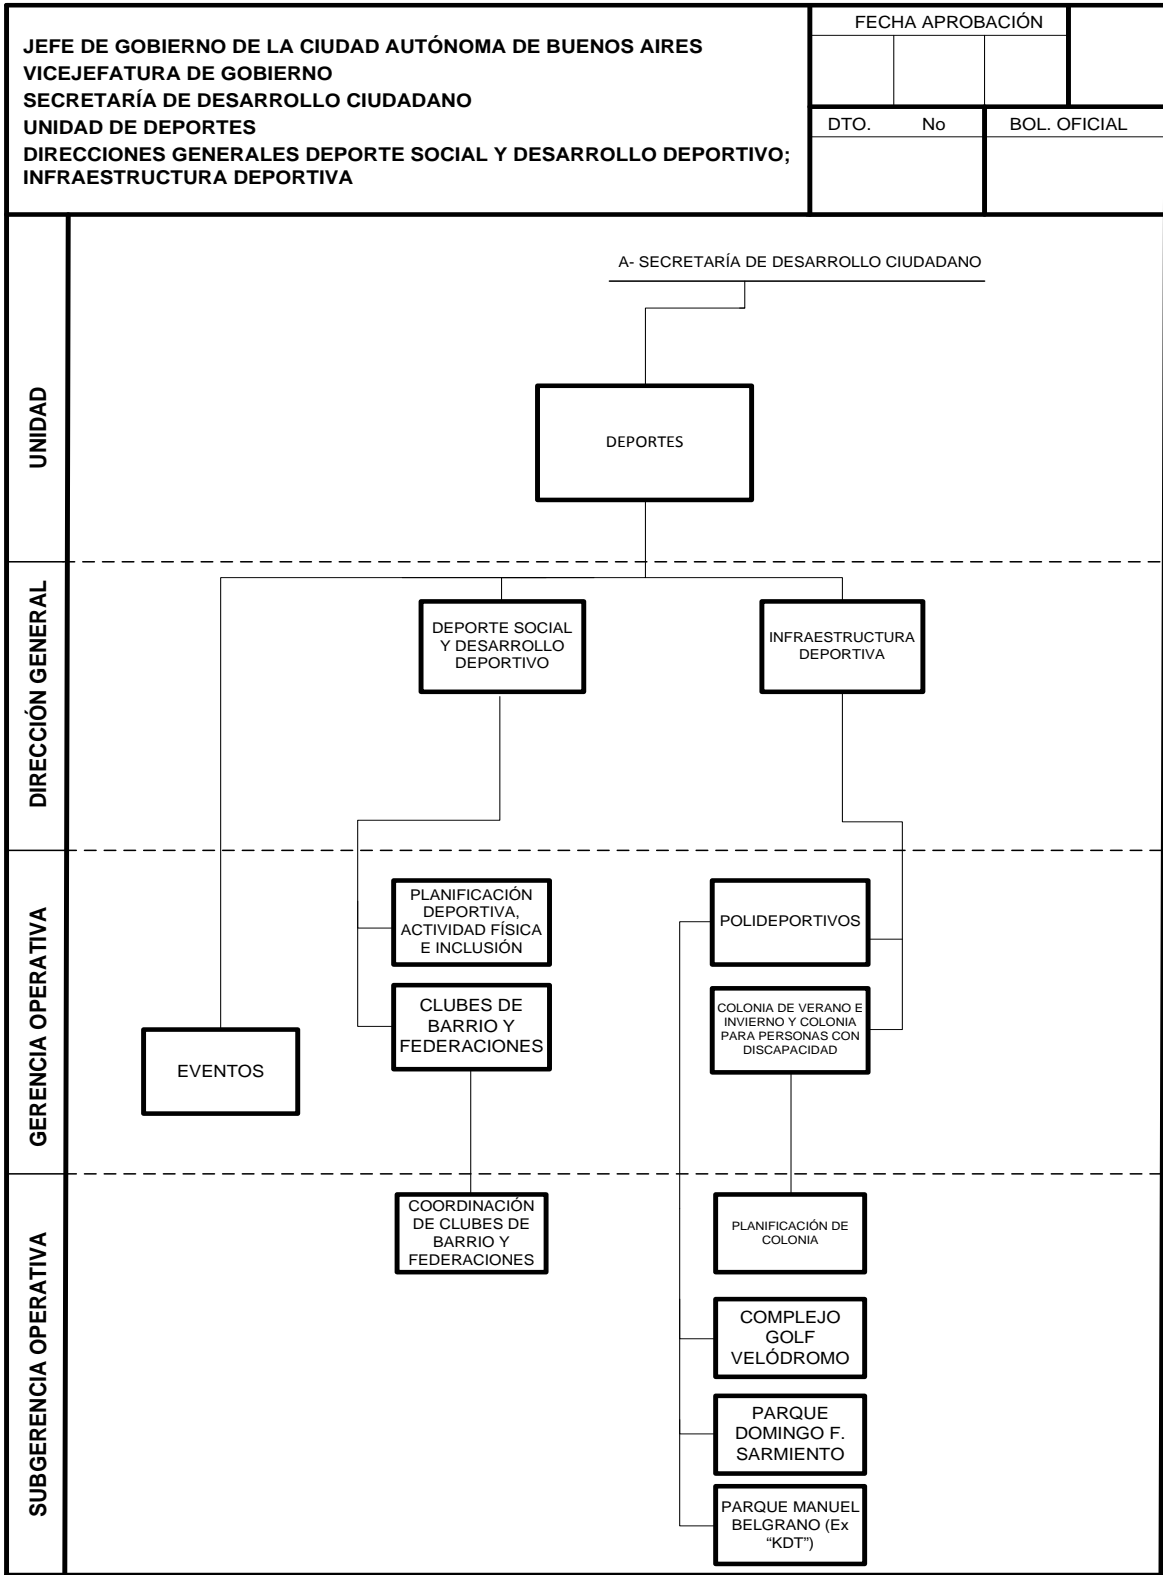 JEFE DE GOBIERNO DE LA CIUDAD AUTÓNOMA DE BUENOS AIRES
VICEJEFATURA DE GOBIERNO
SECRETARÍA DE DESARROLLO CIUDADANO
UNIDAD DE DEPORTES
DIRECCIONES GENERALES DEPORTE SOCIAL Y DESARROLLO DEPORTIVO;
INFRAESTRUCTURA DEPORTIVA
FECHA APROBACIÓN
DTO. No
BOL. OFICIAL
A- SECRETARÍA DE DESARROLLO CIUDADANO
UNIDAD
DEPORTES
DIRECCIÓN GENERAL
DEPORTE SOCIAL
Y DESARROLLO
DEPORTIVO
INFRAESTRUCTURA
DEPORTIVA
GERENCIA OPERATIVA
PLANIFICACIÓN
DEPORTIVA,
ACTIVIDAD FÍSICA
E INCLUSIÓN
POLIDEPORTIVOS
CLUBES DE
BARRIO Y
FEDERACIONES
COLONIA DE VERANO E
INVIERNO Y COLONIA
PARA PERSONAS CON
DISCAPACIDAD
EVENTOS
SUBGERENCIA OPERATIVA
COORDINACIÓN
DE CLUBES DE
BARRIO Y
FEDERACIONES
PLANIFICACIÓN DE
COLONIA
COMPLEJO
GOLF
VELÓDROMO
PARQUE
DOMINGO F.
SARMIENTO
PARQUE MANUEL
BELGRANO (Ex
“KDT”)